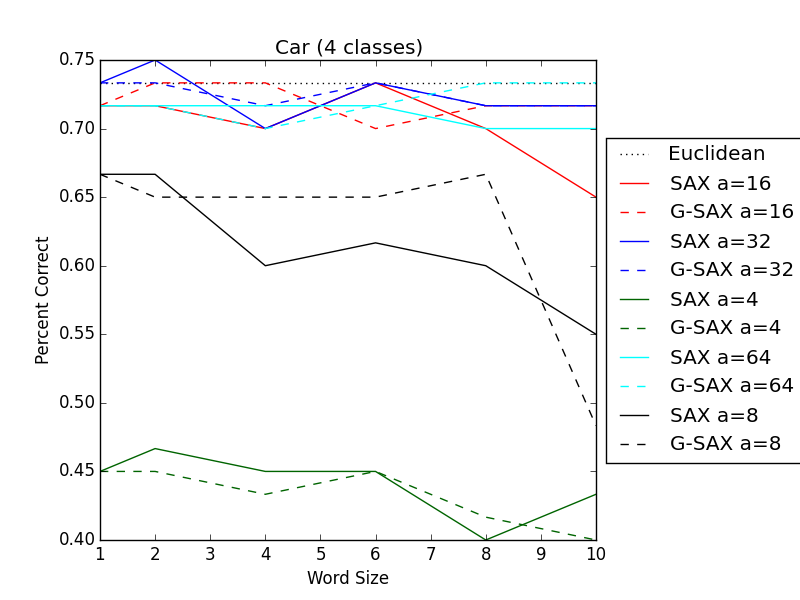 Car (4 classes)
Percent Correct
0.75
0.70
0.65
0.60
0.55
0.50
0.45
0.40
1 2 3 4 5 6 7 8 9 10
Word Size
Euclidean
SAX a=16
G-SAX a=16
SAX a=32
G-SAX a=32
SAX a=4
G-SAX a=4
SAX a=64
G-SAX a=64
SAX a=8
G-SAX a=8